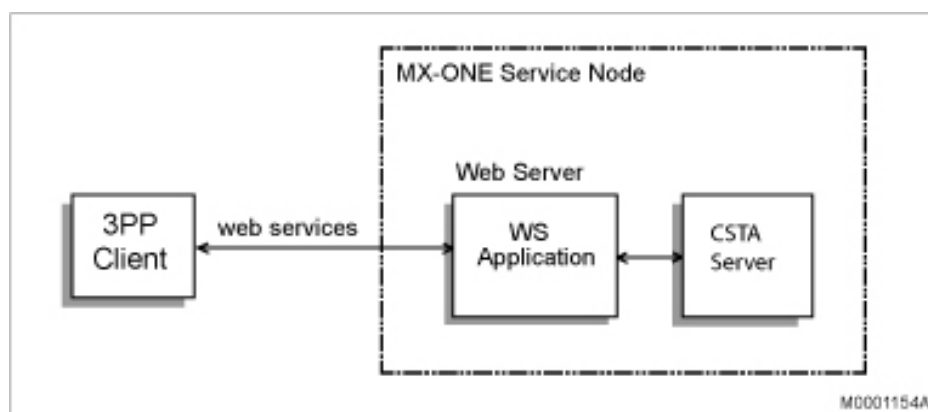 MX-ONE Service Node
Web Server
3PP
Client
web services
WS
Application
CSTA
Server
M0001154A